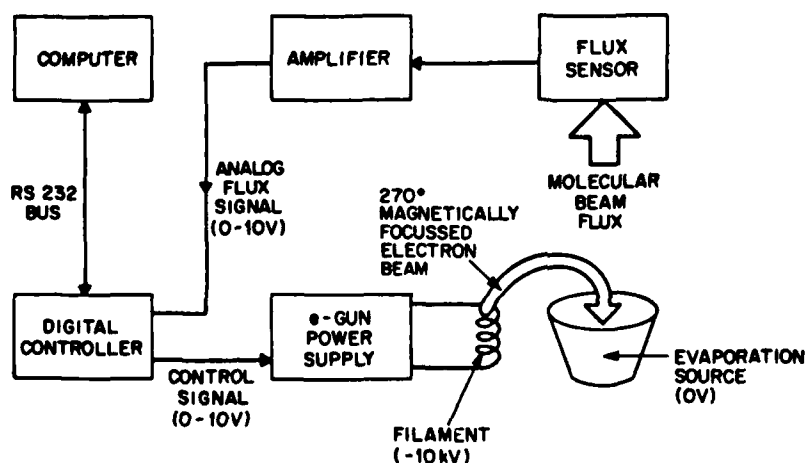 COMPUTER
AMPLIFIER
FLUX
SENSOR
RS 232
BUS
ANALOG
FLUX
SIGNAL
(0-10V)
270°
MAGNETICALLY
FOCUSSED
ELECTRON
BEAM
MOLECULAR
BEAM
FLUX
DIGITAL
CONTROLLER
e-GUN
POWER
SUPPLY
CONTROL
SIGNAL
(0-10V)
FILAMENT
(-10kV)
EVAPORATION
SOURCE
(0V)